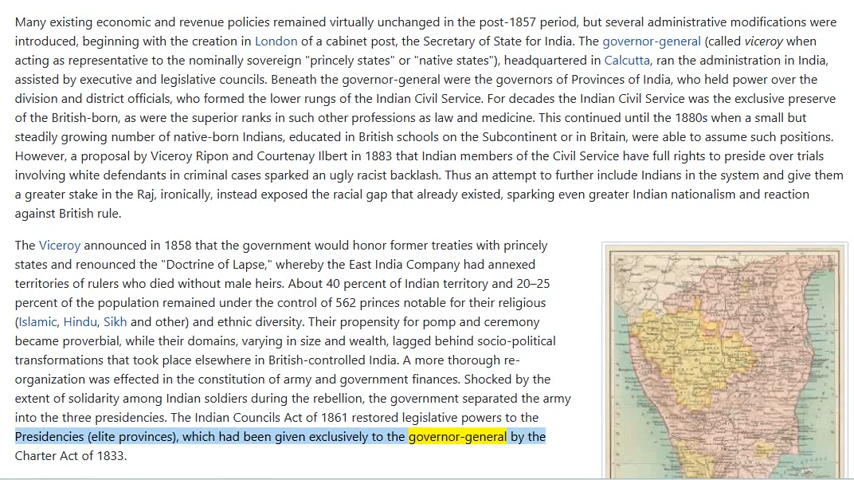 Many existing economic and revenue policies remained virtually unchanged in the post-1857 period, but several administrative modifications were
introduced, beginning with the creation in London of a cabinet post, the Secretary of State for India. The governor-general (called viceroy when
acting as representative to the nominally sovereign "princely states" or "native states"), headquartered in Calcutta, ran the administration in India,
assisted by executive and legislative councils. Beneath the governor-general were the governors of Provinces of India, who held power over the
division and district officials, who formed the lower rungs of the Indian Civil Service. For decades the Indian Civil Service was the exclusive preserve
of the British-born, as were the superior ranks in such other professions as law and medicine. This continued until the 1880s when a small but
steadily growing number of native-born Indians, educated in British schools on the Subcontinent or in Britain, were able to assume such positions.
However, a proposal by Viceroy Ripon and Courtenay Ilbert in 1883 that Indian members of the Civil Service have full rights to preside over trials
involving white defendants in criminal cases sparked an ugly racist backlash. Thus an attempt to further include Indians in the system and give them
a greater stake in the Raj, ironically, instead exposed the racial gap that already existed, sparking even greater Indian nationalism and reaction
against British rule.
The Viceroy announced in 1858 that the government would honor former treaties with princely
states and renounced the "Doctrine of Lapse," whereby the East India Company had annexed
territories of rulers who died without male heirs. About 40 percent of Indian territory and 20–25
percent of the population remained under the control of 562 princes notable for their religious
(Islamic, Hindu, Sikh and other) and ethnic diversity. Their propensity for pomp and ceremony
became proverbial, while their domains, varying in size and wealth, lagged behind socio-political
transformations that took place elsewhere in British-controlled India. A more thorough re-
organization was effected in the constitution of army and government finances. Shocked by the
extent of solidarity among Indian soldiers during the rebellion, the government separated the army
into the three presidencies. The Indian Councils Act of 1861 restored legislative powers to the
Presidencies (elite provinces), which had been given exclusively to the governor-general by the
Charter Act of 1833.